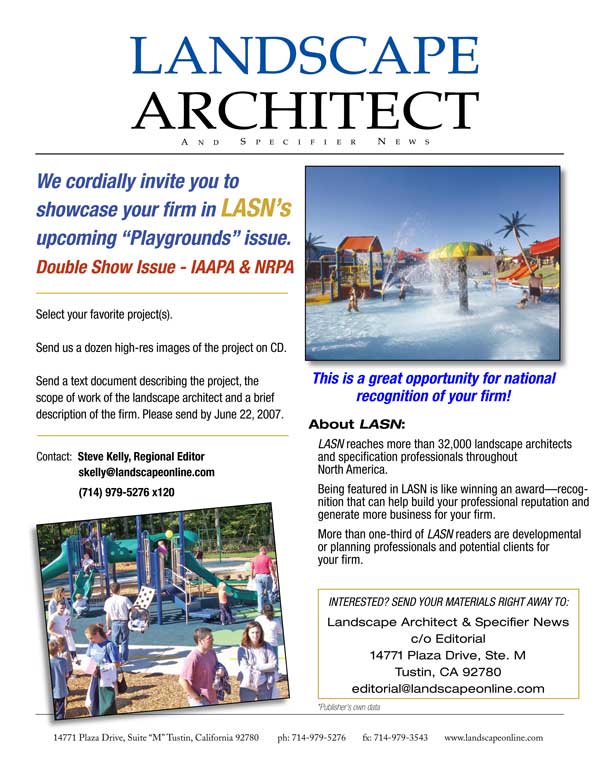 LANDSCAPE
ARCHITECT
AND SPECIFIER NEWS
We cordially invite you to
showcase your firm in LASN's
upcoming “Playgrounds” issue.
Double Show Issue - IAAPA & NRPA
Select your favorite project(s).
Send us a dozen high-res images of the project on CD.
Send a text document describing the project, the
scope of work of the landscape architect and a brief
description of the firm. Please send by June 22, 2007.
Contact: Steve Kelly, Regional Editor
skelly@landscapeonline.com
(714) 979-5276 x120
This is a great opportunity for national
recognition of your firm!
About LASN:
LASN reaches more than 32,000 landscape architects
and specification professionals throughout
North America.
Being featured in LASN is like winning an award—recog-
nition that can help build your professional reputation and
generate more business for your firm.
More than one-third of LASN readers are developmental
or planning professionals and potential clients for
your firm.
INTERESTED? SEND YOUR MATERIALS RIGHT AWAY TO:
Landscape Architect & Specifier News
c/o Editorial
14771 Plaza Drive, Ste. M
Tustin, CA 92780
editorial@landscapeonline.com
*Publisher's own data
14771 Plaza Drive, Suite “M” Tustin, California 92780 ph: 714-979-5276 fx: 714-979-3543 www.landscapeonline.com